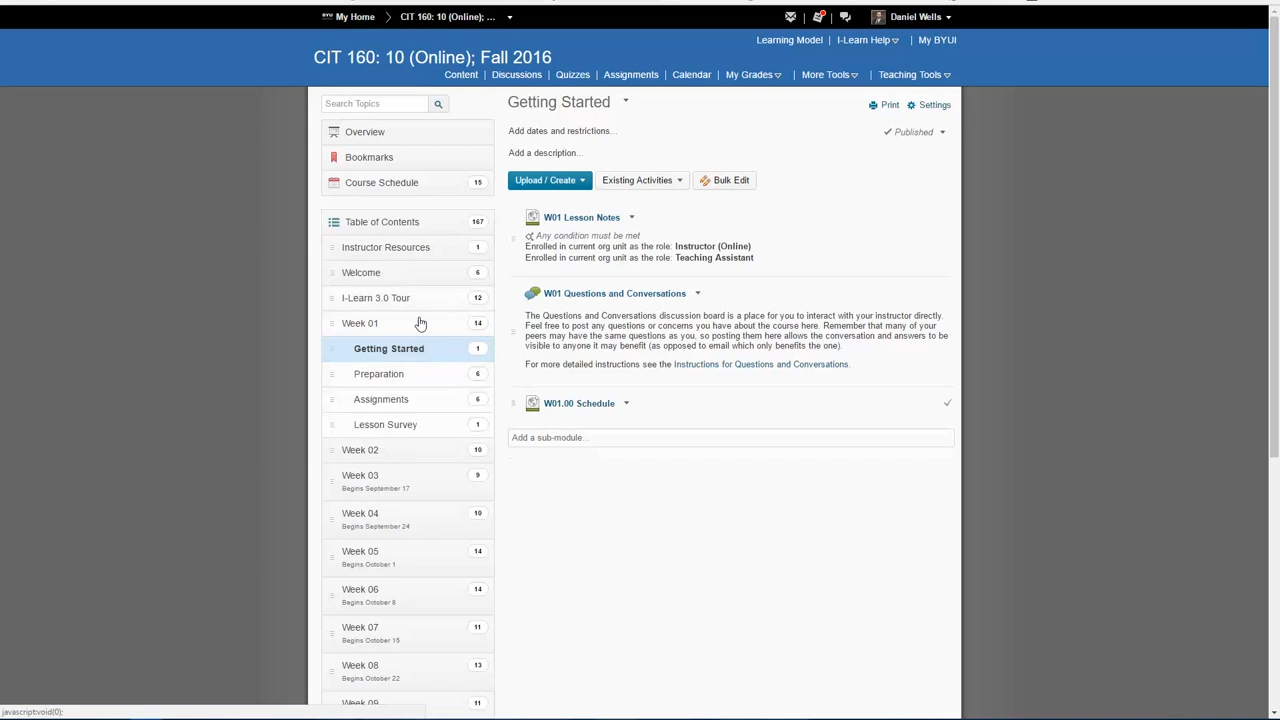 BYUI My Home CIT 160: 10 (Online); ... Daniel Wells
Learning Model I-Learn Help My BYUI
CIT 160: 10 (Online); Fall 2016
Content Discussions Quizzes Assignments Calendar My Grades More Tools Teaching Tools
Search Topics
Overview
Bookmarks
Course Schedule 15
Table of Contents 167
Instructor Resources 1
Welcome 6
I-Learn 3.0 Tour 12
Week 01 14
Getting Started 1
Preparation 6
Assignments 6
Lesson Survey 1
Week 02 10
Week 03 9
Begins September 17
Week 04 10
Begins September 24
Week 05 14
Begins October 1
Week 06 14
Begins October 8
Week 07 11
Begins October 15
Week 08 13
Begins October 22
Week 09 11
Getting Started Print Settings
Add dates and restrictions... Published
Add a description...
Upload / Create Existing Activities Bulk Edit
W01 Lesson Notes
Any condition must be met
Enrolled in current org unit as the role: Instructor (Online)
Enrolled in current org unit as the role: Teaching Assistant
W01 Questions and Conversations
The Questions and Conversations discussion board is a place for you to interact with your instructor directly.
Feel free to post any questions or concerns you have about the course here. Remember that many of your
peers may have the same questions as you, so posting them here allows the conversation and answers to be
visible to anyone it may benefit (as opposed to email which only benefits the one).
For more detailed instructions see the Instructions for Questions and Conversations.
W01.00 Schedule
Add a sub-module...
javascript:void(0);